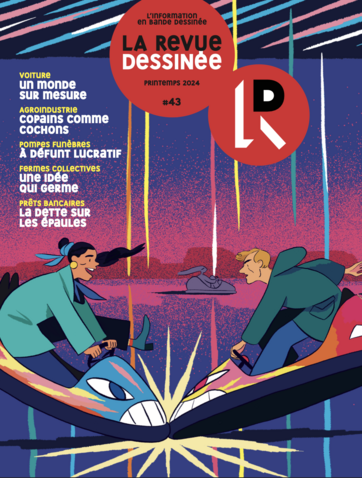 L'INFORMATION
EN BANDE DESSINÉE
LA REVUE
DESSINÉE
PRINTEMPS 2024
#43
VOITURE
UN MONDE
SUR MESURE
AGROINDUSTRIE
COPAINS COMME
COCHONS
POMPES FUNÈBRES
À DÉFUNT LUCRATIF
FERMES COLLECTIVES
UNE IDÉE
QUI GERME
PRÊTS BANCAIRES
LA DETTE SUR
LES ÉPAULES